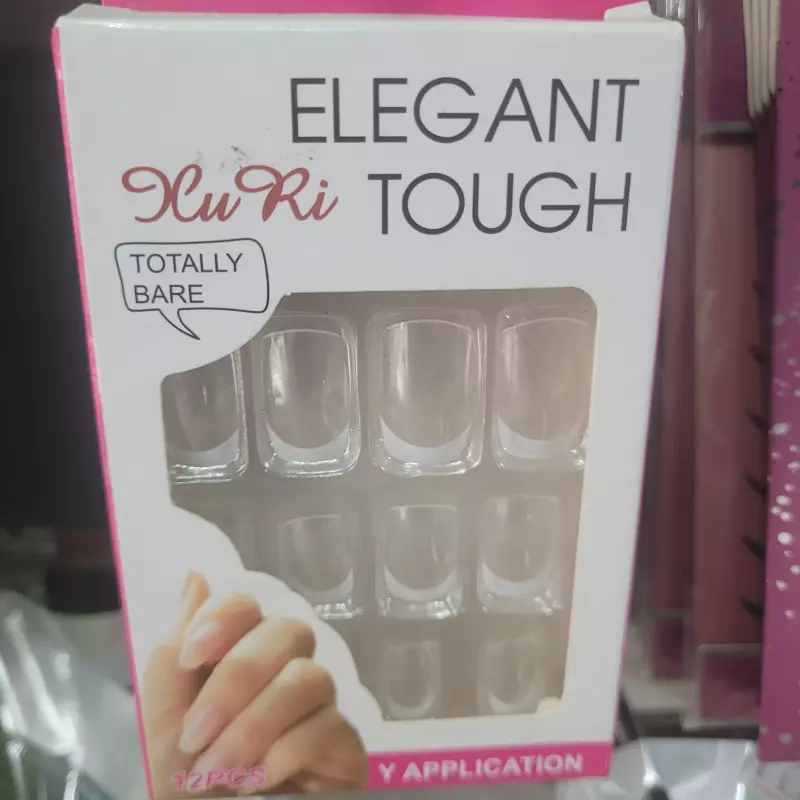 ELEGANT
XuRi TOUGH
TOTALLY
BARE
12PCS
Y APPLICATION